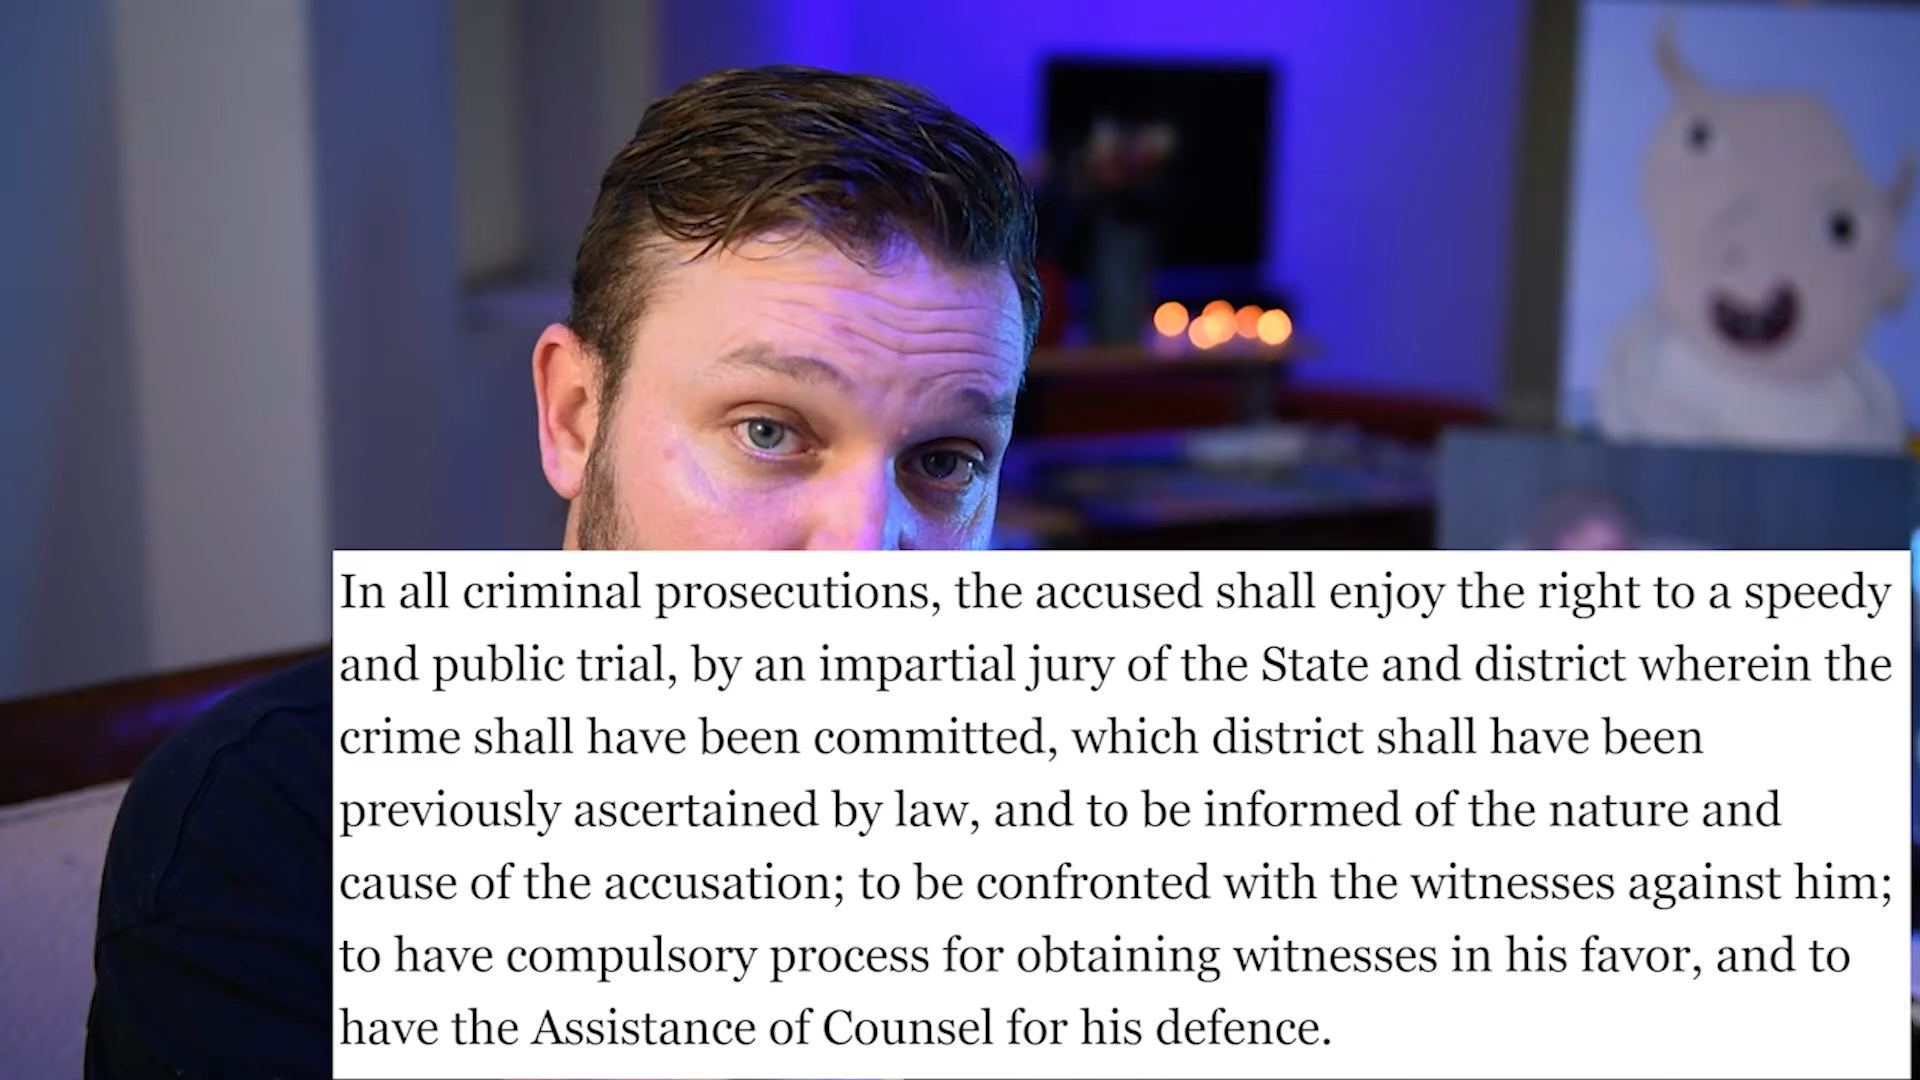 In all criminal prosecutions, the accused shall enjoy the right to a speedy
and public trial, by an impartial jury of the State and district wherein the
crime shall have been committed, which district shall have been
previously ascertained by law, and to be informed of the nature and
cause of the accusation; to be confronted with the witnesses against him;
to have compulsory process for obtaining witnesses in his favor, and to
have the Assistance of Counsel for his defence.